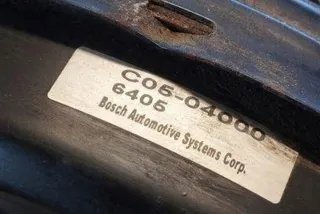 C05-04000
6405
Bosch Automotive Systems Corp.